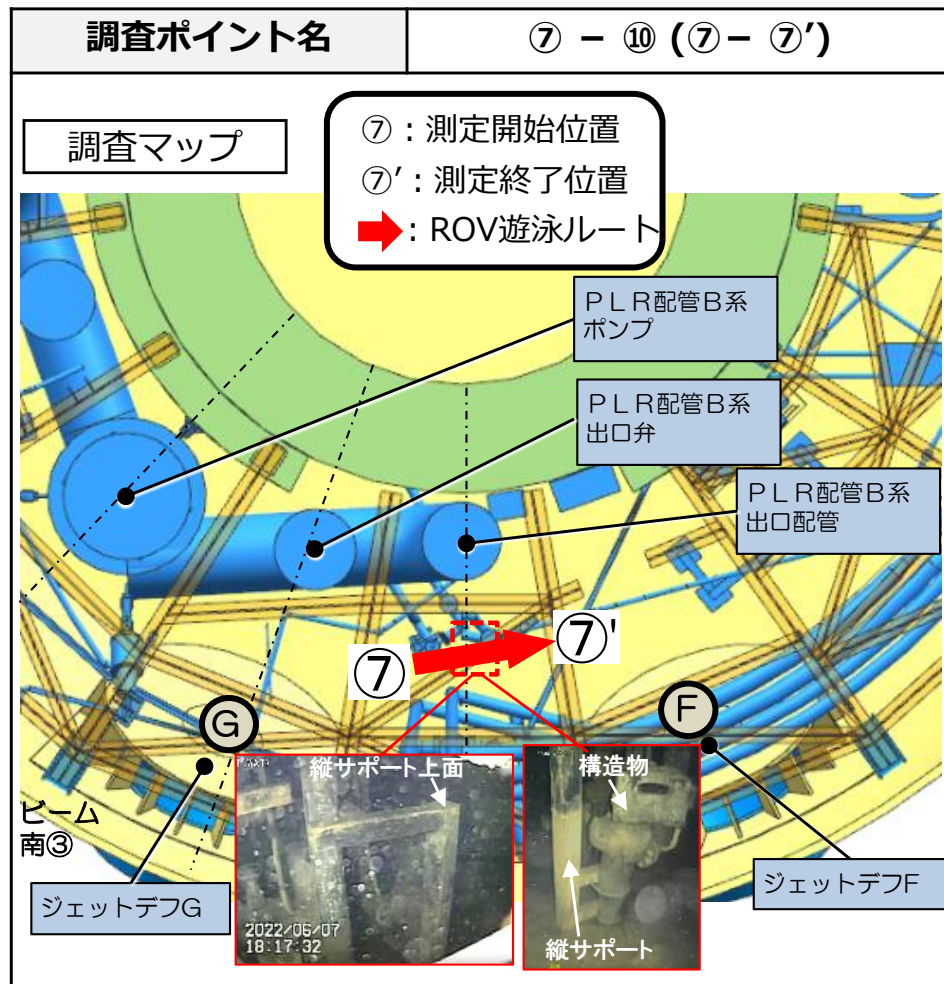 調査ポイント名
⑦ － ⑩ (⑦－ ⑦′)
調査マップ
⑦：測定開始位置
⑦′：測定終了位置
：ROV遊泳ルート
ＰＬＲ配管Ｂ系
ポンプ
ＰＬＲ配管Ｂ系
出口弁
ＰＬＲ配管Ｂ系
出口配管
⑦
⑦'
G
F
縦サポート上面
構造物
ビーム
南③
ジェットデフG
2022/06/07
18:17:32
縦サポート
ジェットデフF